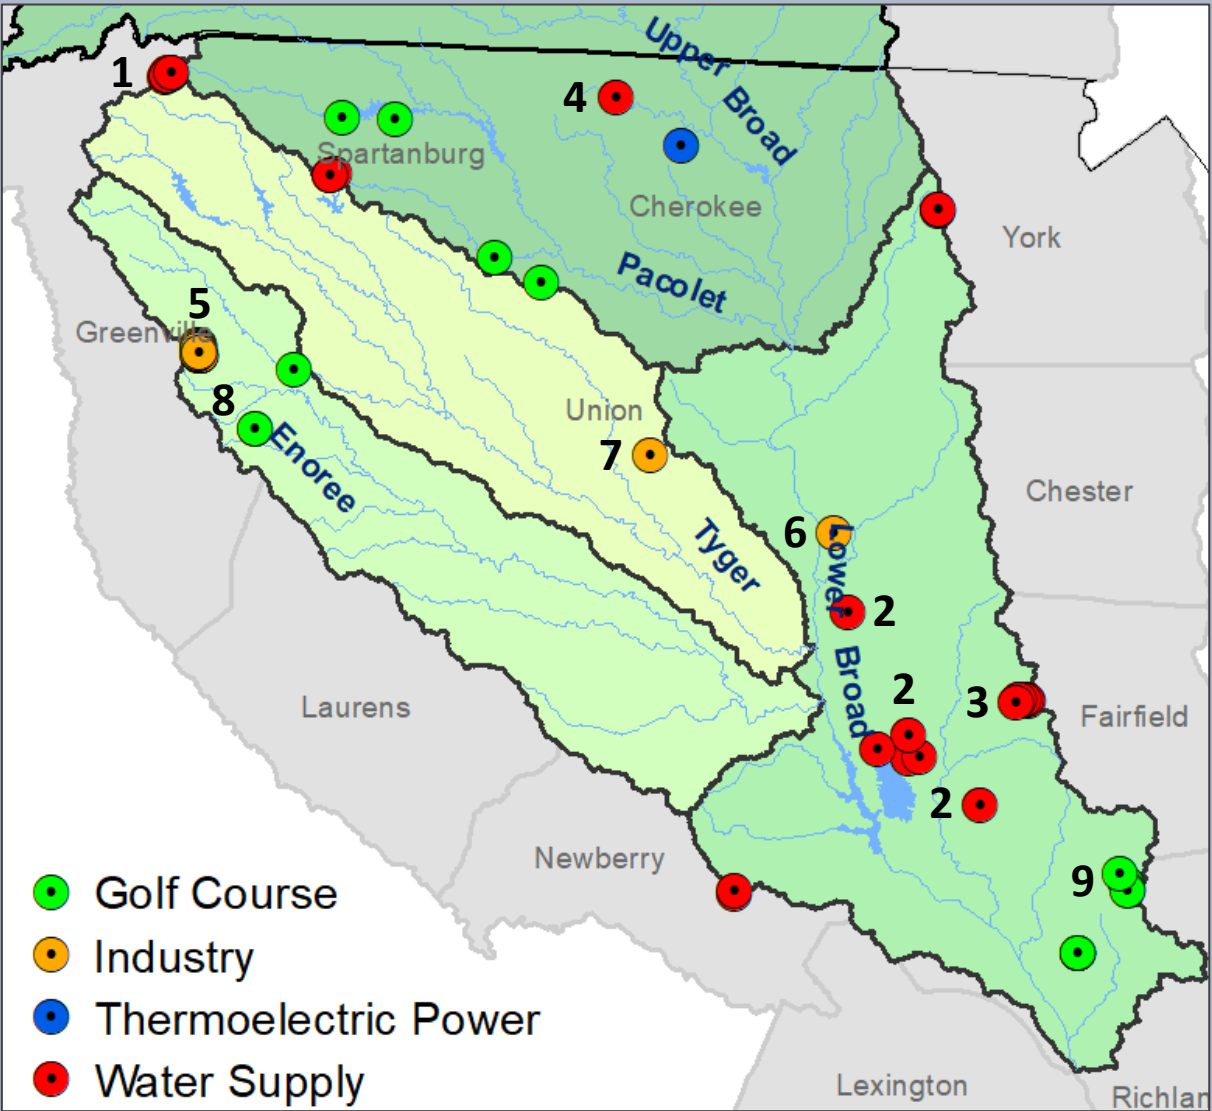 Upper
1
4
Broad
Spartanburg
Cherokee
York
Pacolet
5
Greenville
8
Union
7
Enoree
Chester
6
Lower
Tyger
2
Broad
2
3
Laurens
Fairfield
2
Newberry
9
Golf Course
Industry
Thermoelectric Power
Water Supply
Lexington
Richlan